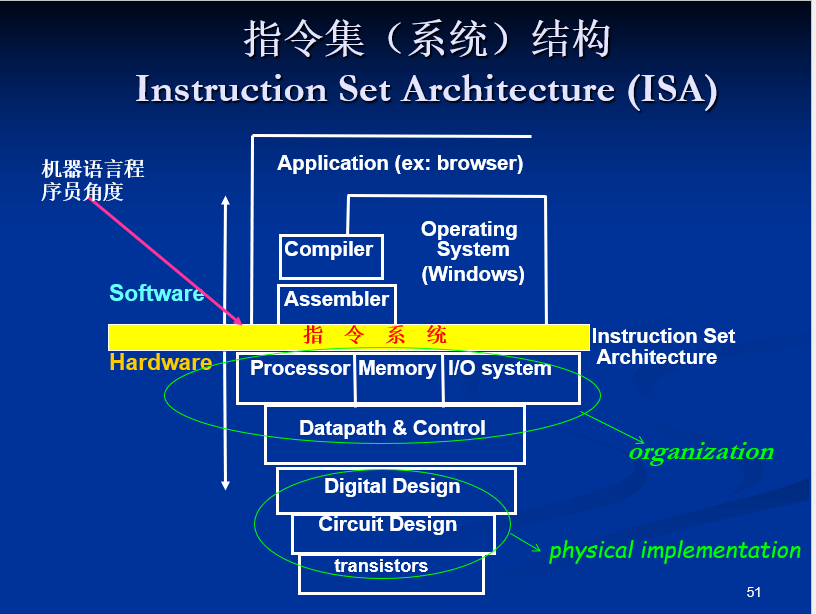 指令集（系统）结构
Instruction Set Architecture (ISA)
机器语言程
序员角度
Application (ex: browser)
Operating
System
(Windows)
Compiler
Assembler
Software
指 令 系 统
Instruction Set
Architecture
Hardware
Processor
Memory
I/O system
Datapath & Control
organization
Digital Design
Circuit Design
physical implementation
transistors
51